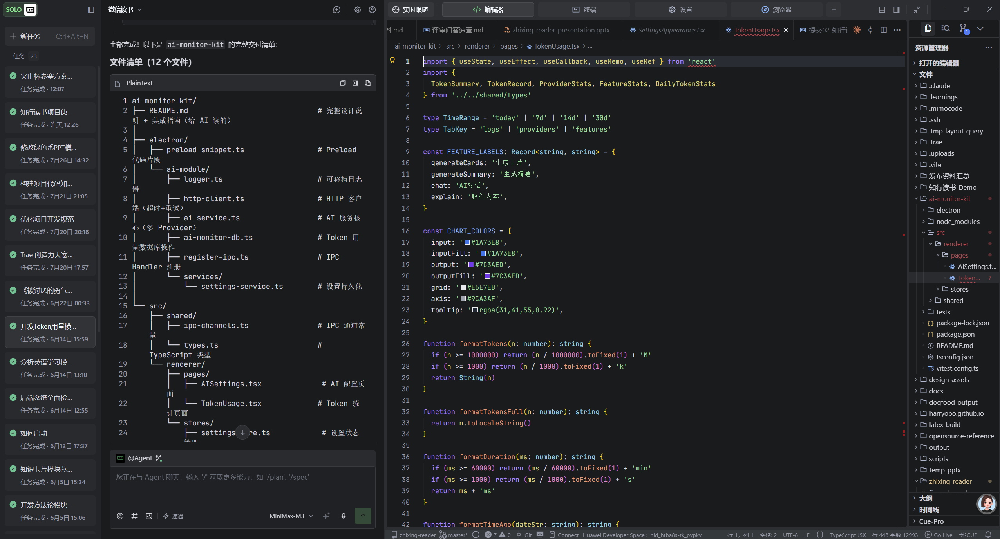 SOLO
新任务 Ctrl+Alt+N
任务 23
火山杯参赛方案...
任务完成 · 12:07
知行读书项目使...
任务完成 · 昨天 12:26
修改绿色系PPT模...
任务完成 · 7月26日 14:32
构建项目代码知...
任务完成 · 7月21日 21:05
优化项目开发规范
任务完成 · 7月20日 20:18
Trae 创造力大赛...
任务完成 · 7月20日 17:57
《被讨厌的勇气...
任务完成 · 6月22日 00:33
开发Token用量模...
任务完成 · 6月14日 15:59
分析英语学习模...
任务完成 · 6月14日 13:10
后端系统全面检...
任务完成 · 6月14日 12:55
如何启动
任务完成 · 6月12日 17:37
知识卡片模块蒸...
任务完成 · 6月5日 15:34
开发方法论模块...
任务完成 · 6月5日 15:06
微信读书
全部完成！以下是 ai-monitor-kit 的完整交付清单：
文件清单（12 个文件）
PlainText
1 ai-monitor-kit/
2 ├── README.md # 完整设计说
明 + 集成指南（给 AI 读的）
3 │
4 ├── electron/
5 │ ├── preload-snippet.ts # Preload
代码片段
6 │ └── ai-module/
7 │ ├── logger.ts # 可移植日志
器
8 │ ├── http-client.ts # HTTP 客户
端（超时+重试）
9 │ ├── ai-service.ts # AI 服务核
心（多 Provider）
10 │ ├── ai-monitor-db.ts # Token 用
量数据库操作
11 │ ├── register-ipc.ts # IPC
Handler 注册
12 │ └── services/
13 │ └── settings-service.ts # 设置持久化
14 │
15 └── src/
16 ├── shared/
17 │ ├── ipc-channels.ts # IPC 通道常
量
18 │ └── types.ts #
TypeScript 类型
19 └── renderer/
20 ├── pages/
21 │ ├── AISettings.tsx # AI 配置页
面
22 │ └── TokenUsage.tsx # Token 统
计页面
23 └── stores/
24 ├── settings re.ts # 设置状态
管理
@Agent
您正在与 Agent 聊天，输入 '/' 获取更多能力，如 '/plan', '/spec'
速通
MiniMax-M3
实时跟随
编辑器
终端
设置
浏览器
料.md
评审问答速查.md
zhixing-reader-presentation.pptx
SettingsAppearance.tsx
TokenUsage.tsx
提交02_知行
ai-monitor-kit > src > renderer > pages > TokenUsage.tsx > ...
1 import { useState, useEffect, useCallback, useMemo, useRef } from 'react'
2 import {
3 TokenSummary, TokenRecord, ProviderStats, FeatureStats, DailyTokenStats
4 } from '../../shared/types'
5
6 type TimeRange = 'today' | '7d' | '14d' | '30d'
7 type TabKey = 'logs' | 'providers' | 'features'
8
9 const FEATURE_LABELS: Record<string, string> = {
10 generateCards: '生成卡片',
11 generateSummary: '生成摘要',
12 chat: 'AI对话',
13 explain: '解释内容',
14 }
15
16 const CHART_COLORS = {
17 input: '#1A73E8',
18 inputFill: '#1A73E8',
19 output: '#7C3AED',
20 outputFill: '#7C3AED',
21 grid: '#E5E7EB',
22 axis: '#9CA3AF',
23 tooltip: 'rgba(31,41,55,0.92)',
24 }
25
26 function formatTokens(n: number): string {
27 if (n >= 1000000) return (n / 1000000).toFixed(1) + 'M'
28 if (n >= 1000) return (n / 1000).toFixed(1) + 'k'
29 return String(n)
30 }
31
32 function formatTokensFull(n: number): string {
33 return n.toLocaleString()
34 }
35
36 function formatDuration(ms: number): string {
37 if (ms >= 60000) return (ms / 60000).toFixed(1) + 'min'
38 if (ms >= 1000) return (ms / 1000).toFixed(1) + 's'
39 return ms + 'ms'
40 }
41
42 function formatTimeAgo(dateStr: string): string {
1
资源管理器
打开的编辑器
文件
.claude
.learnings
.mimocode
.ssh
.tmp-layout-query
.trae
.uploads
.vite
发布资料汇总
知行读书-Demo
ai-monitor-kit
electron
node_modules
src
renderer
pages
AISettings.t...
Token... 7
stores
shared
tests
package-lock.json
package.json
README.md
tsconfig.json
TS vitest.config.ts
design-assets
docs
dogfood-output
harryopo.github.io
latex-build
opensource-reference
output
scripts
temp_pptx
zhixing-reader
.codegraph
大纲
时间线
Cue-Pro
zhixing-reader master* 7 0 Git Connect Huawei Developer Space: hid_htba8s-tk_pypky 行 1，列 1 空格: 2 UTF-8 LF { } TypeScript JSX 行 448 字数 12993 Go Live CUE